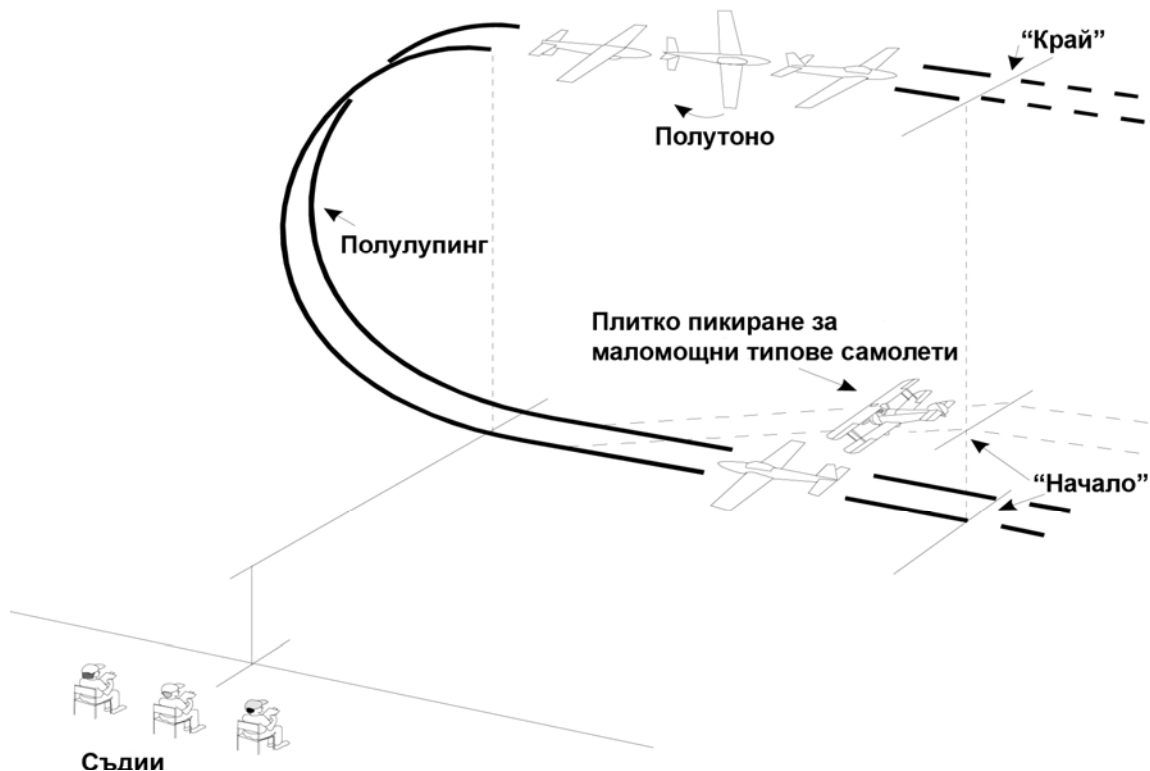 “Край”
Полутоно
Полулупинг
Плитко пикиране за
маломощни типове самолети
“Начало”
Съдии